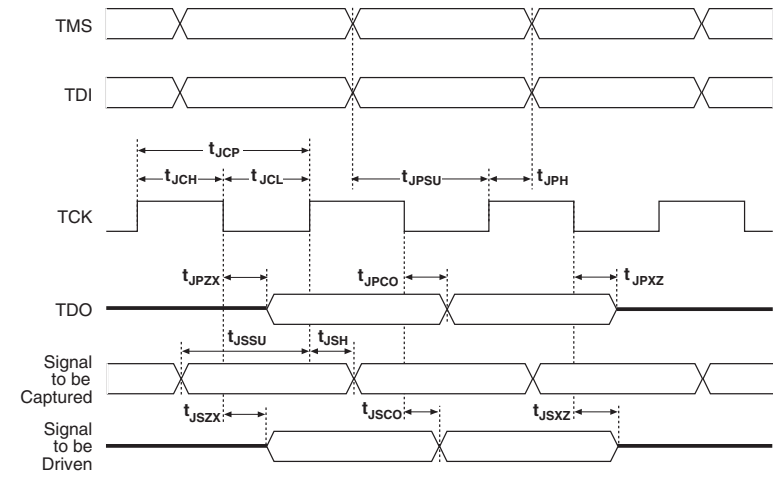 TMS
TDI
tJCP
tJCH tJCL tJPSU tJPH
TCK
tJPZX tJPCO tJPXZ
TDO
tJSSU tJSH
Signal
to be
Captured
tJSZX tJSCO tJSXZ
Signal
to be
Driven